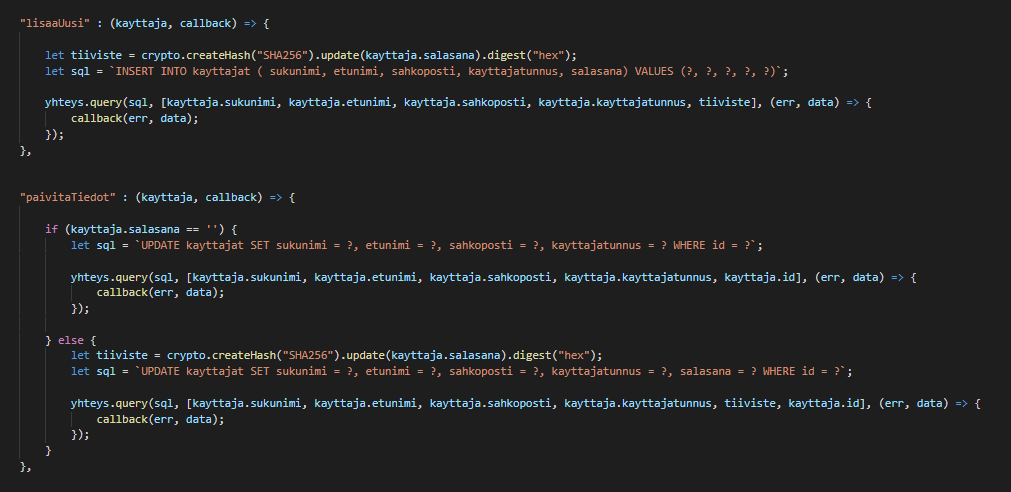 "lisaaUusi" : (kayttaja, callback) => {
let tiiviste = crypto.createHash("SHA256").update(kayttaja.salasana).digest("hex");
let sql = `INSERT INTO kayttajat ( sukunimi, etunimi, sahkoposti, kayttajatunnus, salasana) VALUES (?, ?, ?, ?, ?)`;
yhteys.query(sql, [kayttaja.sukunimi, kayttaja.etunimi, kayttaja.sahkoposti, kayttaja.kayttajatunnus, tiiviste], (err, data) => {
callback(err, data);
});
},
"paivitaTiedot" : (kayttaja, callback) => {
if (kayttaja.salasana == '') {
let sql = `UPDATE kayttajat SET sukunimi = ?, etunimi = ?, sahkoposti = ?, kayttajatunnus = ? WHERE id = ?`;
yhteys.query(sql, [kayttaja.sukunimi, kayttaja.etunimi, kayttaja.sahkoposti, kayttaja.kayttajatunnus, kayttaja.id], (err, data) => {
callback(err, data);
});
} else {
let tiiviste = crypto.createHash("SHA256").update(kayttaja.salasana).digest("hex");
let sql = `UPDATE kayttajat SET sukunimi = ?, etunimi = ?, sahkoposti = ?, kayttajatunnus = ?, salasana = ? WHERE id = ?`;
yhteys.query(sql, [kayttaja.sukunimi, kayttaja.etunimi, kayttaja.sahkoposti, kayttaja.kayttajatunnus, tiiviste, kayttaja.id], (err, data) => {
callback(err, data);
});
}
},